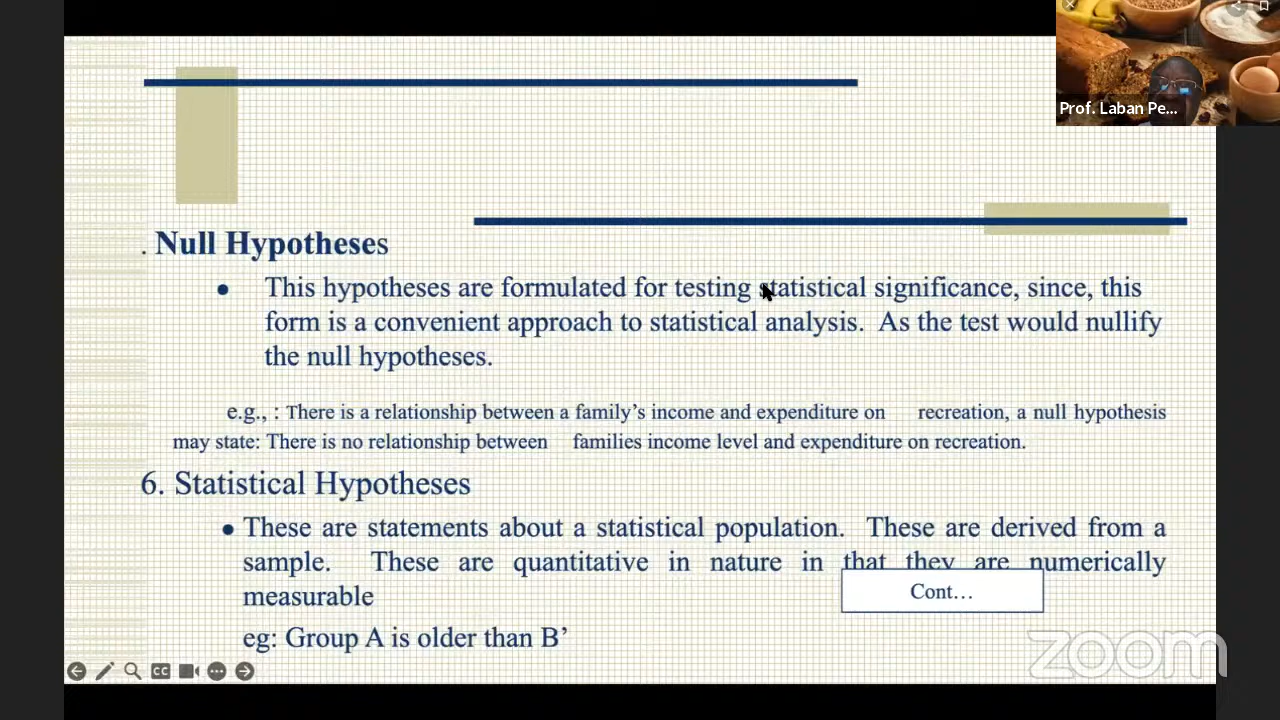 Prof. Laban Pe...
. Null Hypotheses
• This hypotheses are formulated for testing statistical significance, since, this
form is a convenient approach to statistical analysis. As the test would nullify
the null hypotheses.
e.g., : There is a relationship between a family's income and expenditure on recreation, a null hypothesis
may state: There is no relationship between families income level and expenditure on recreation.
6. Statistical Hypotheses
• These are statements about a statistical population. These are derived from a
sample. These are quantitative in nature in that they are numerically
measurable
Cont...
eg: Group A is older than B’
CC
zoom